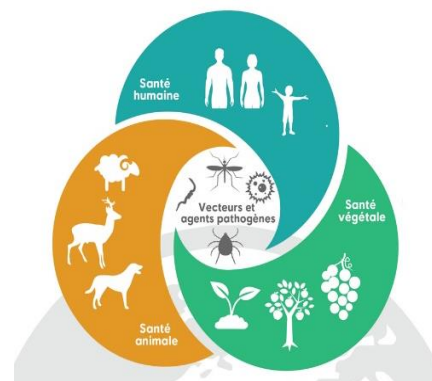 Santé
humaine
Vecteurs et
agents pathogènes
Santé
végétale
Santé
animale